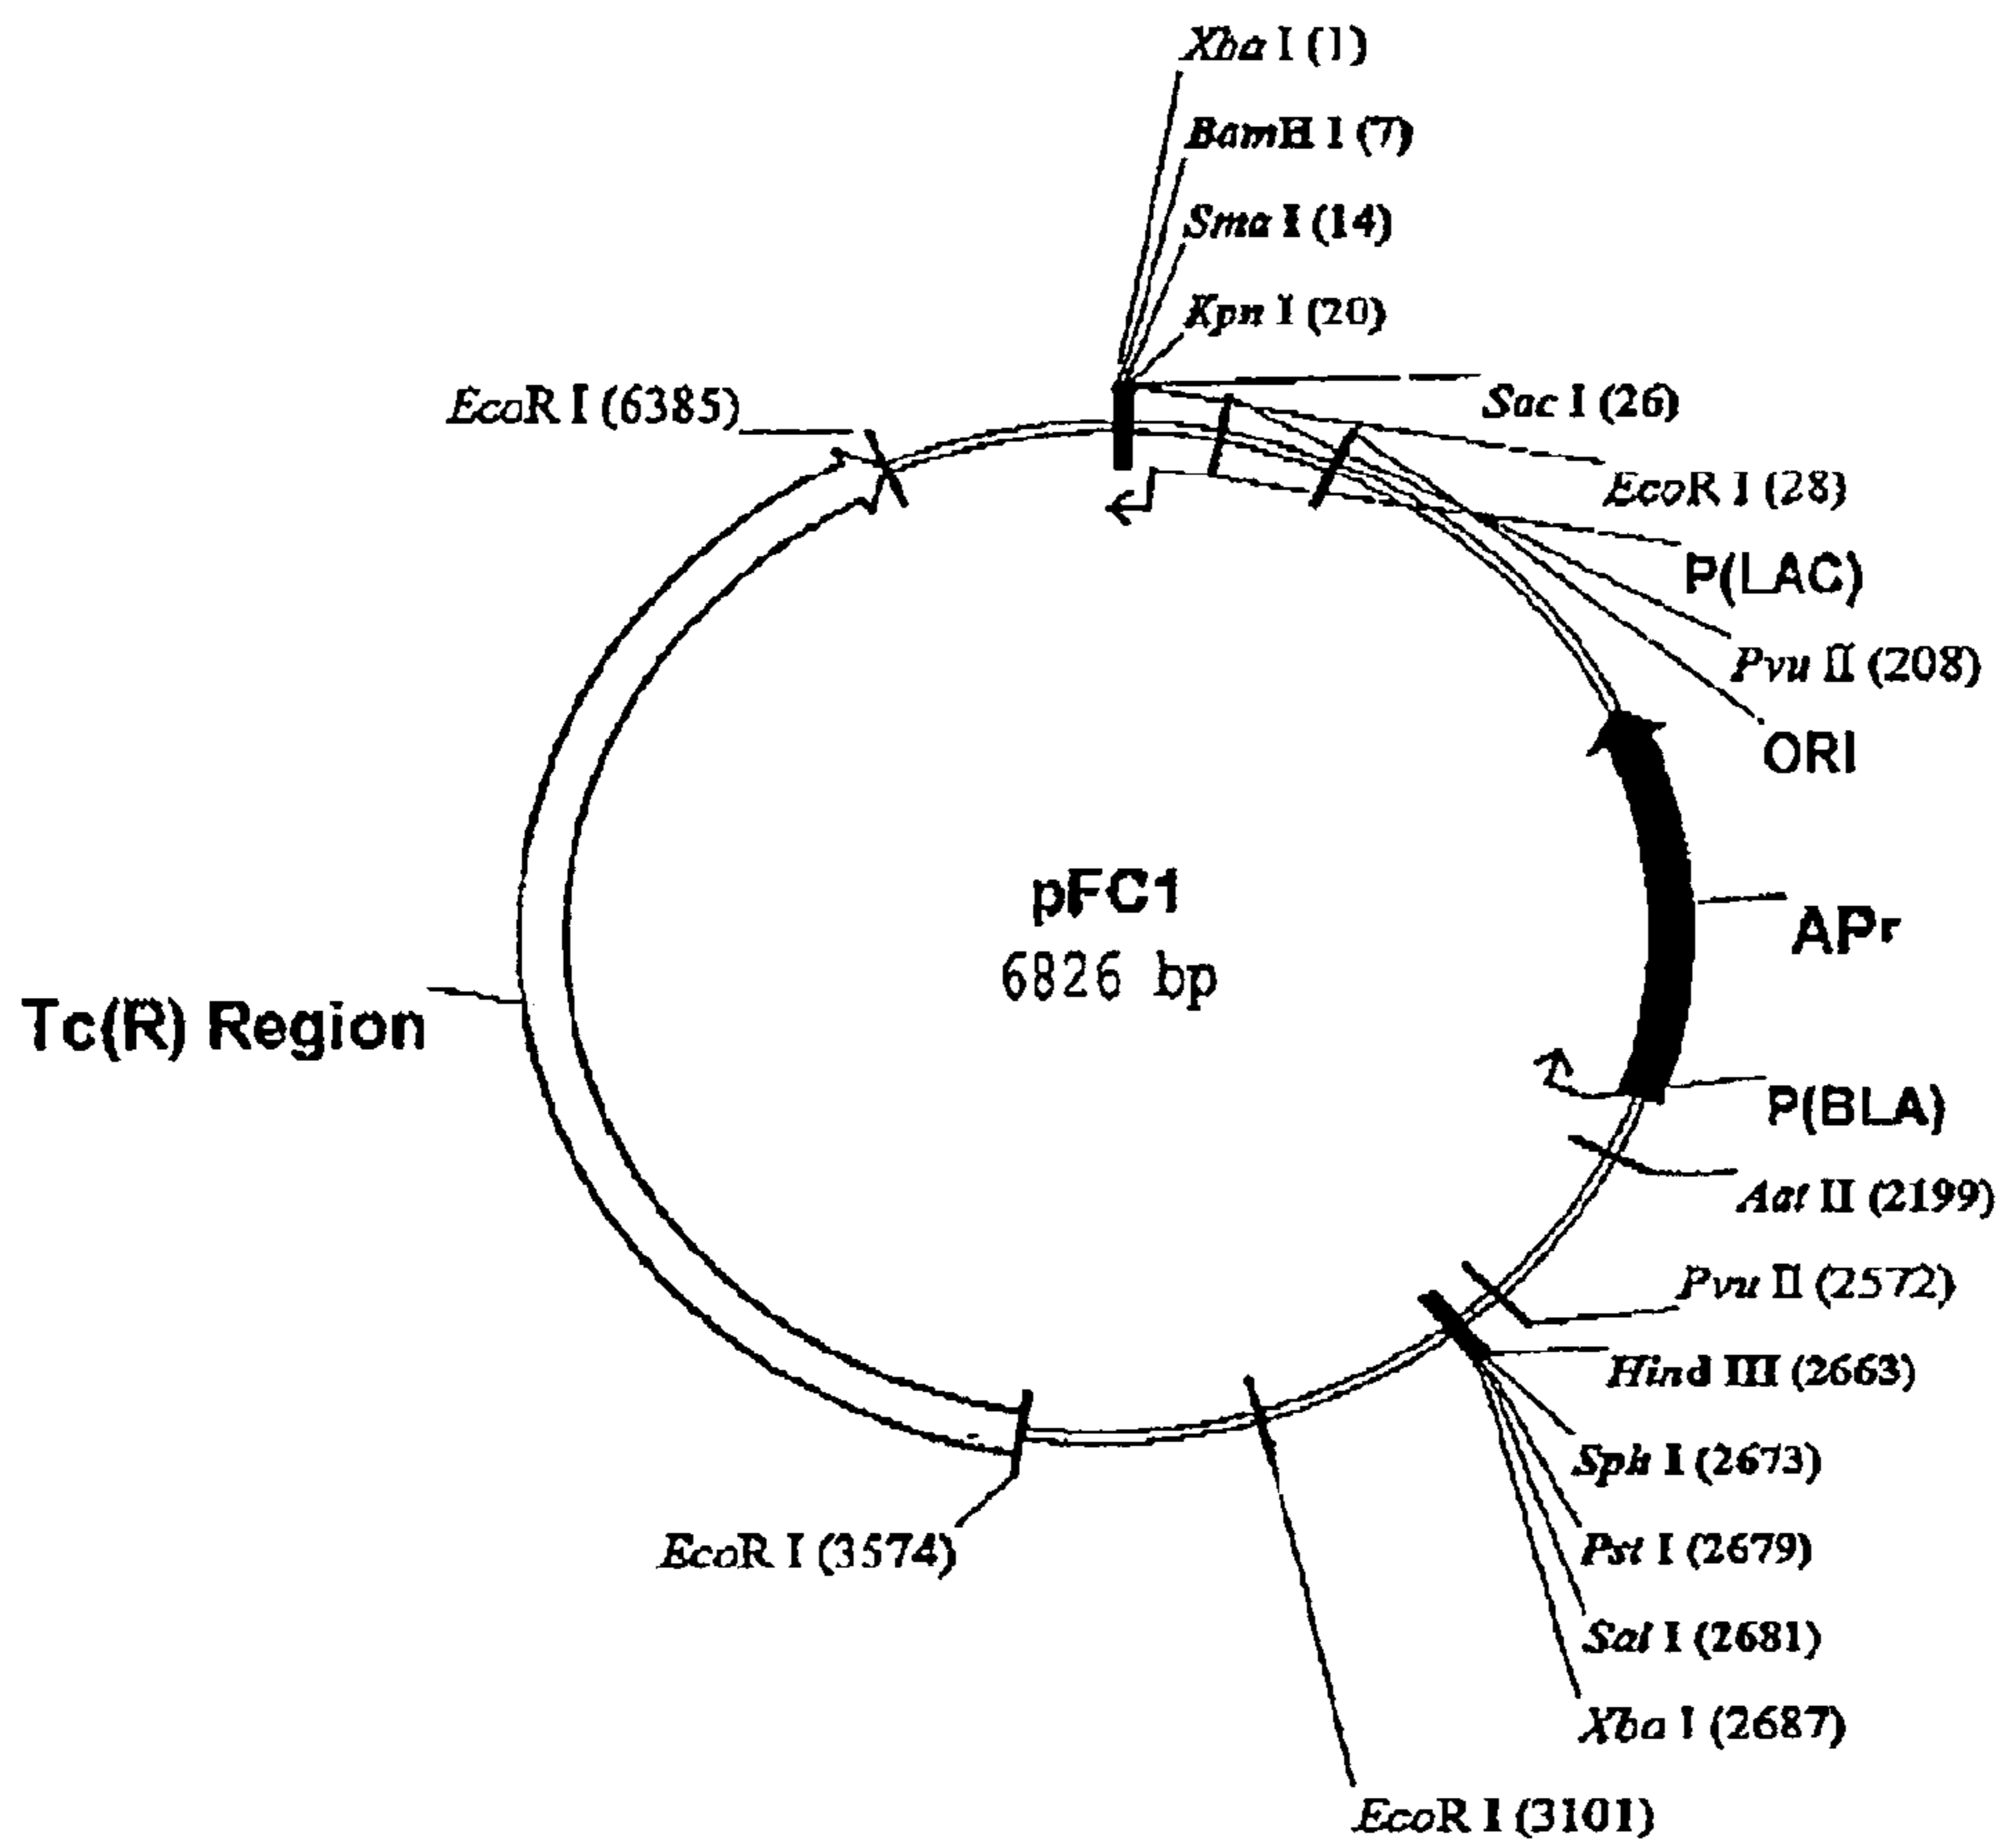 Xba I (1)
BamH I (7)
Sma I (14)
Kpn I (20)
EcoR I (6385)
Sac I (26)
EcoR I (28)
P(LAC)
Pvu II (208)
ORI
pFC1
6826 bp
APr
Tc(R) Region
P(BLA)
Aat II (2199)
Pvu II (2572)
Hind III (2663)
Sph I (2673)
EcoR I (3574)
Pst I (2679)
Sal I (2681)
Xba I (2687)
EcoR I (3101)